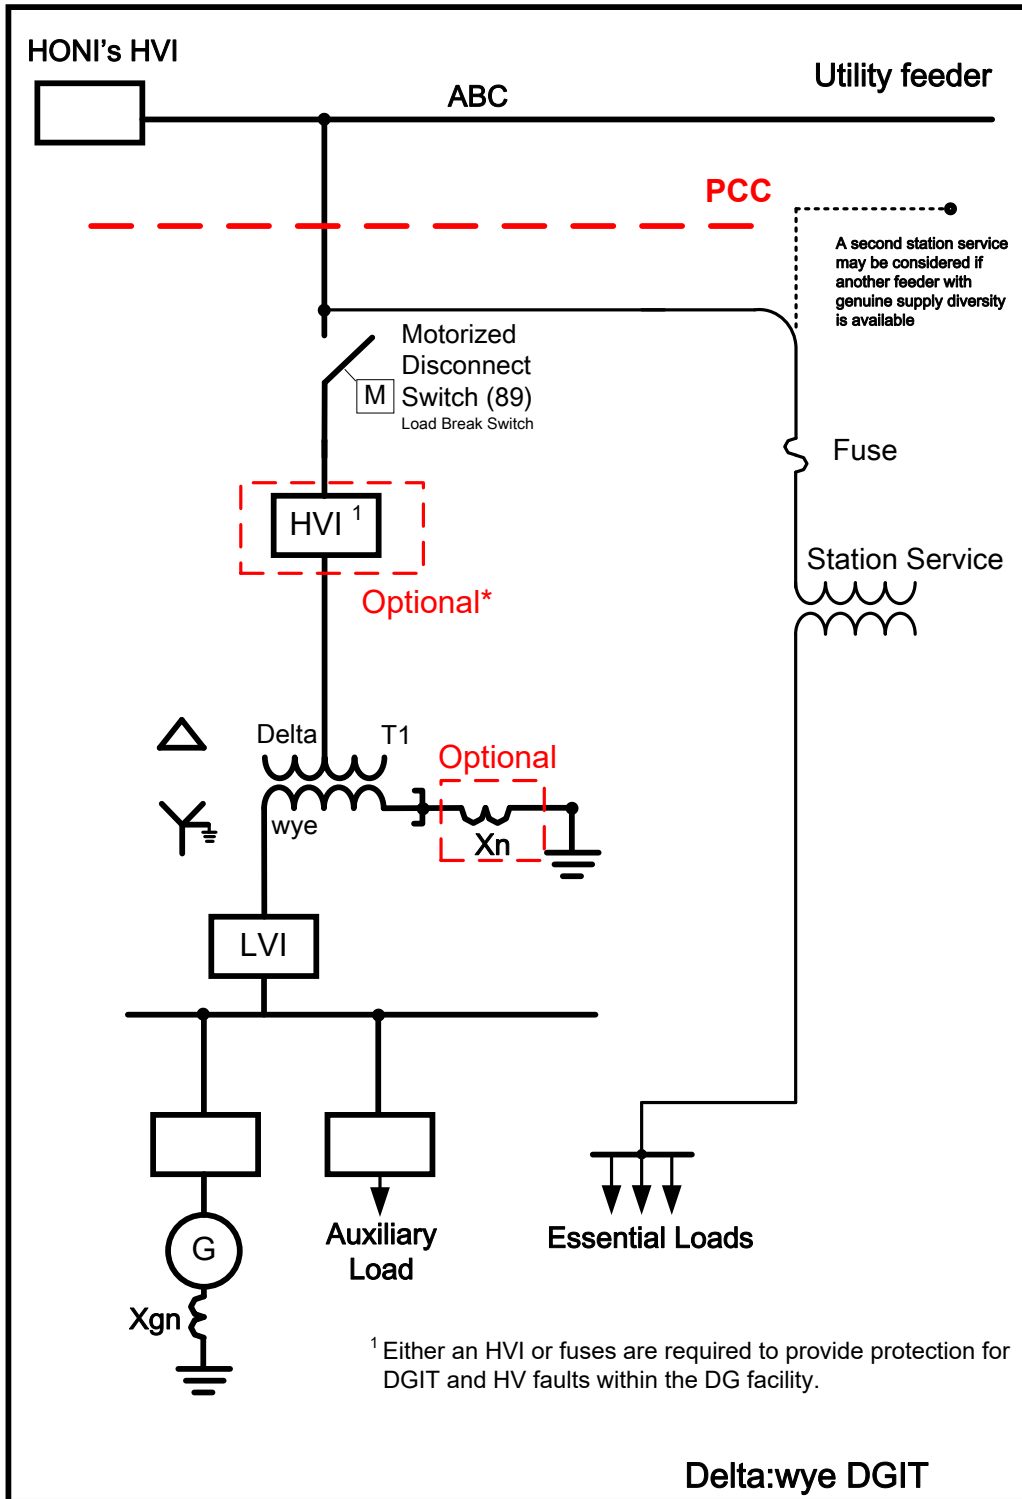 HONI's HVI
Utility feeder
ABC
PCC
A second station service
may be considered if
another feeder with
genuine supply diversity
is available
Motorized
Disconnect
Switch (89)
Load Break Switch
M
Fuse
HVI 1
Optional*
Station Service
Delta
T1
Optional
wye
Xn
LVI
G
Auxiliary
Load
Essential Loads
Xgn
1 Either an HVI or fuses are required to provide protection for
DGIT and HV faults within the DG facility.
Delta:wye DGIT